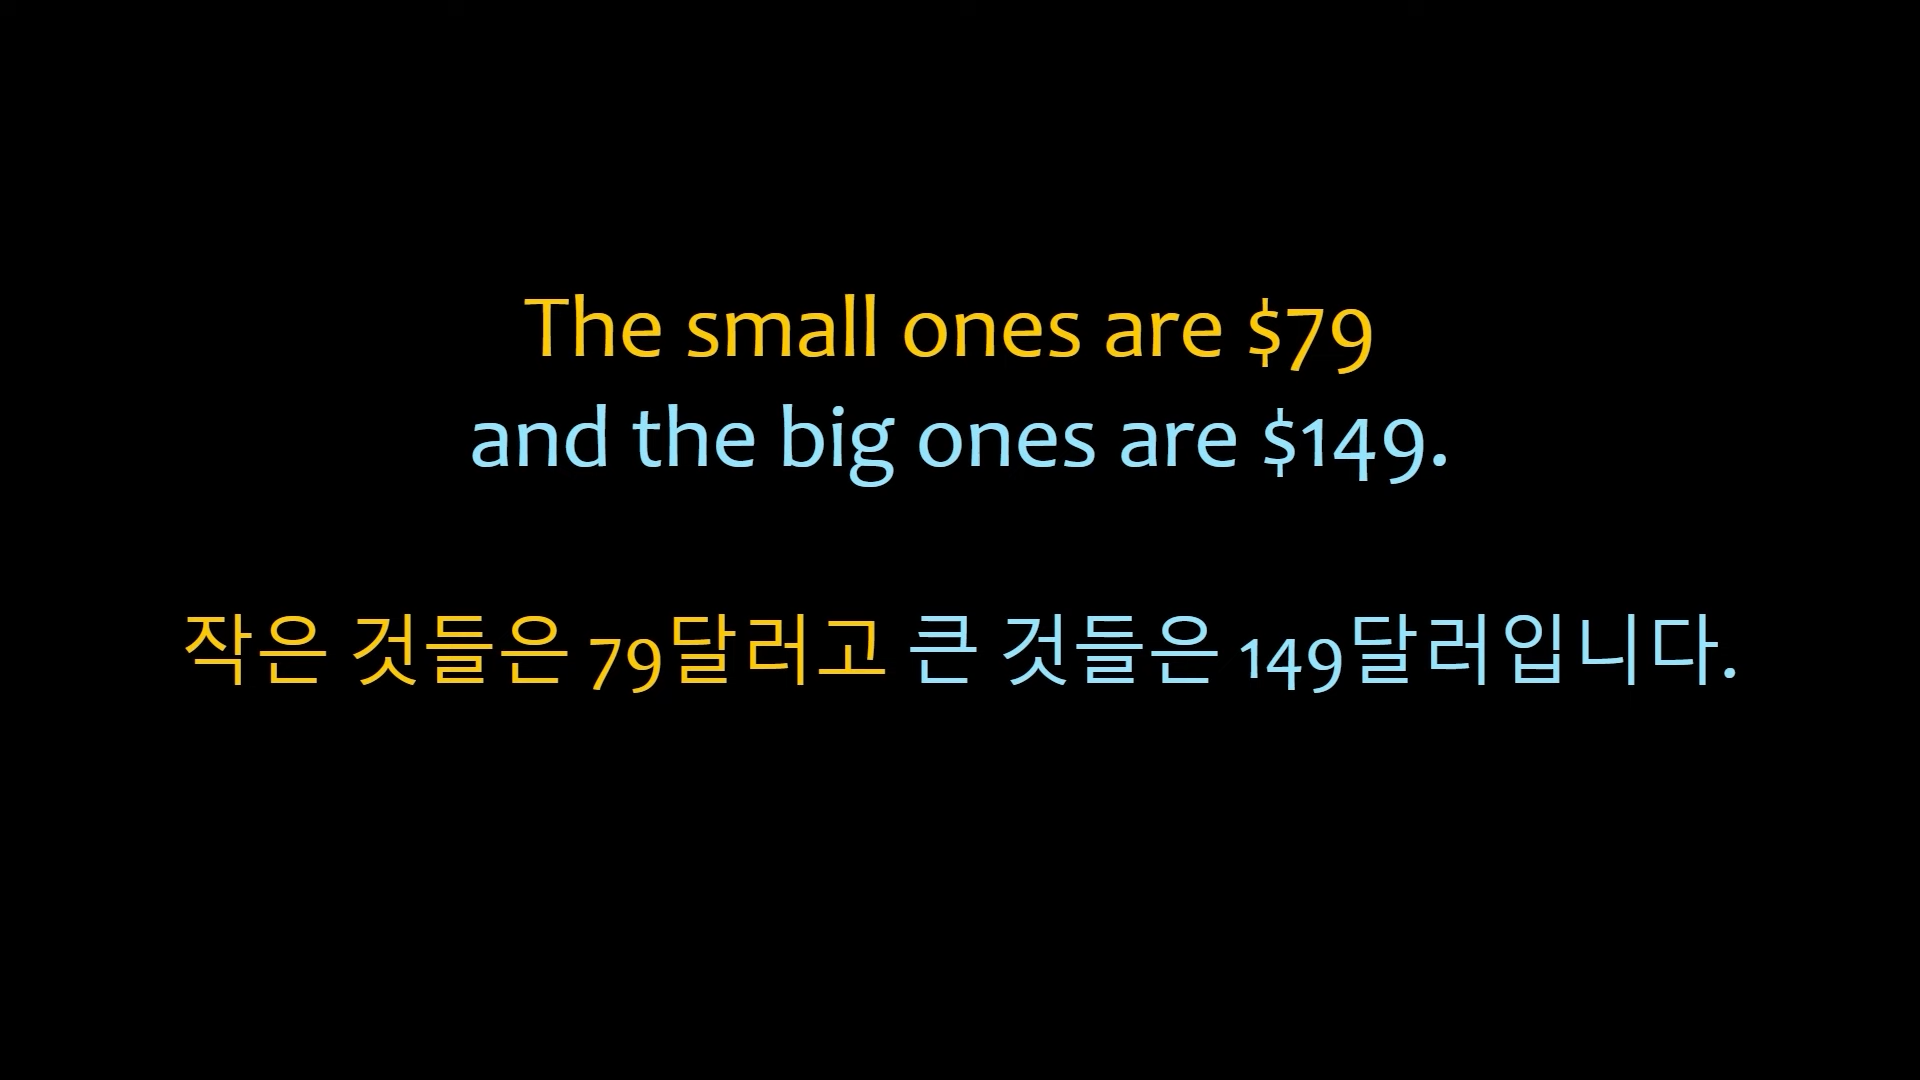 The small ones are $79
and the big ones are $149.
작은 것들은 79달러고 큰 것들은 149달러입니다.